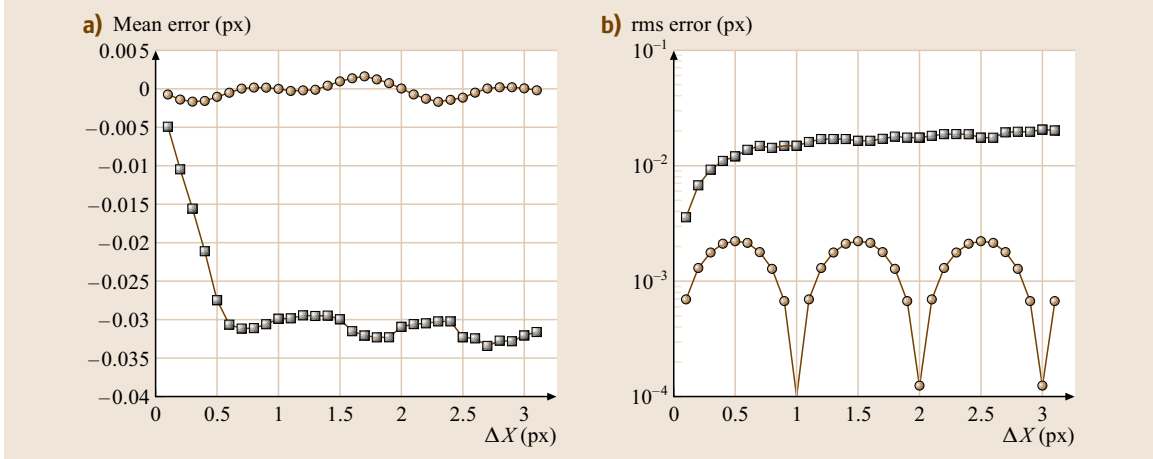 a) Mean error (px)
0.005
0
−0.005
−0.01
−0.015
−0.02
−0.025
−0.03
−0.035
−0.04
0 0.5 1 1.5 2 2.5 3
ΔX (px)
b) rms error (px)
10⁻¹
10⁻²
10⁻³
10⁻⁴
0 0.5 1 1.5 2 2.5 3
ΔX (px)